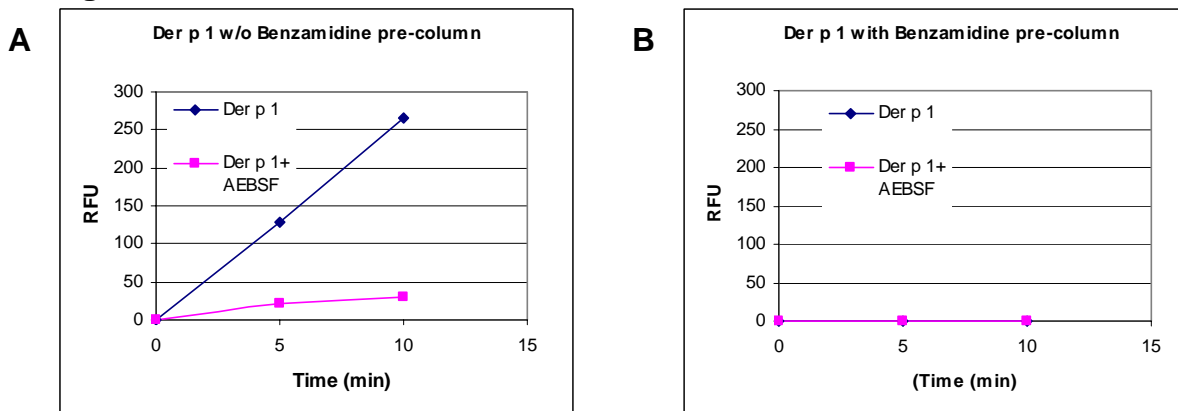 A
Der p 1 w/o Benzamidine pre-column
300
250
200
150
100
50
0
RFU
Der p 1
Der p 1+
AEBSF
0 5 10 15
Time (min)
B
Der p 1 with Benzamidine pre-column
300
250
200
150
100
50
0
RFU
Der p 1
Der p 1+
AEBSF
0 5 10 15
(Time (min)